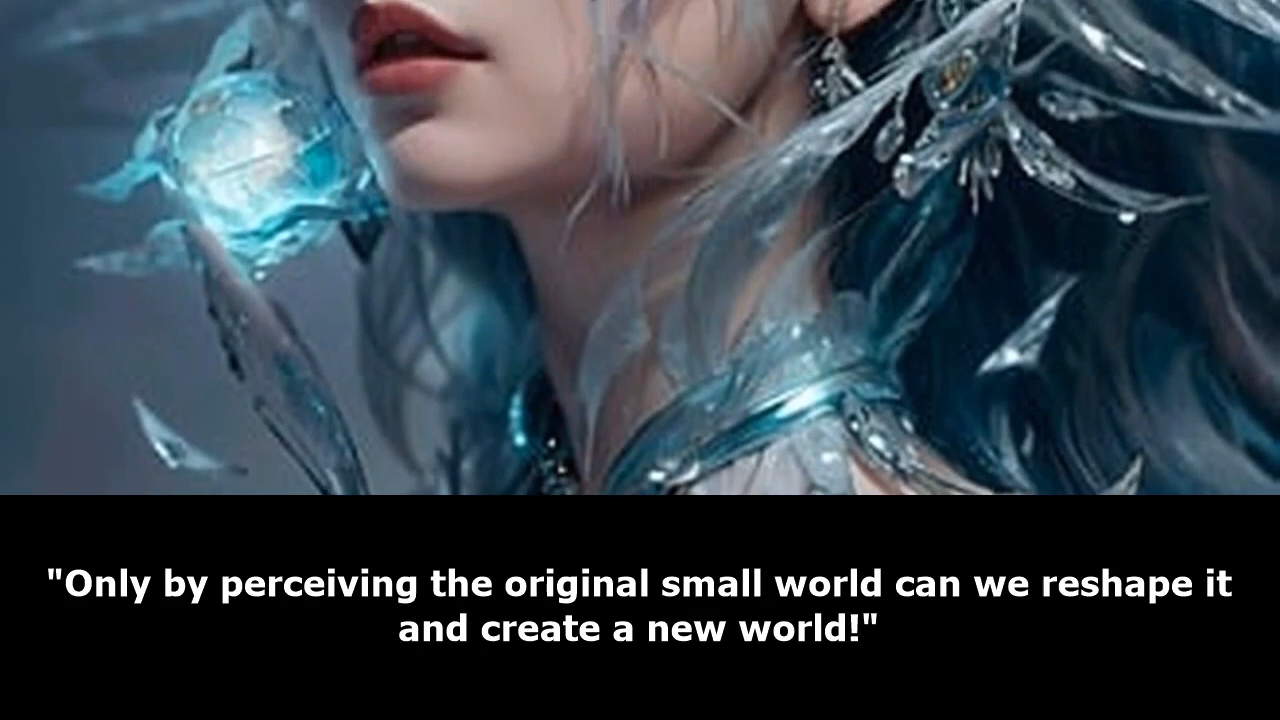 "Only by perceiving the original small world can we reshape it
and create a new world!"